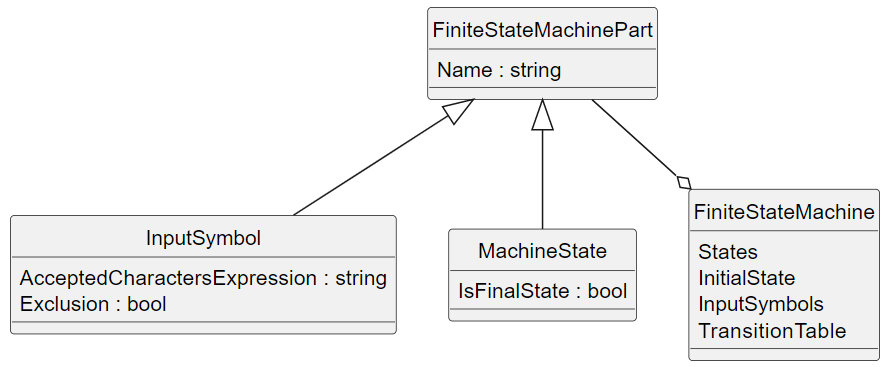 FiniteStateMachinePart
Name : string
InputSymbol
AcceptedCharactersExpression : string
Exclusion : bool
MachineState
IsFinalState : bool
FiniteStateMachine
States
InitialState
InputSymbols
TransitionTable